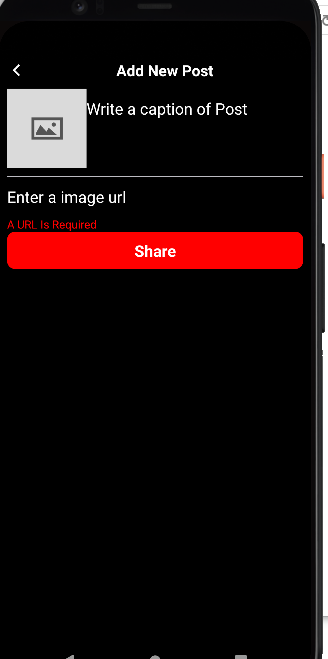 Add New Post
Write a caption of Post
Enter a image url
A URL Is Required
Share